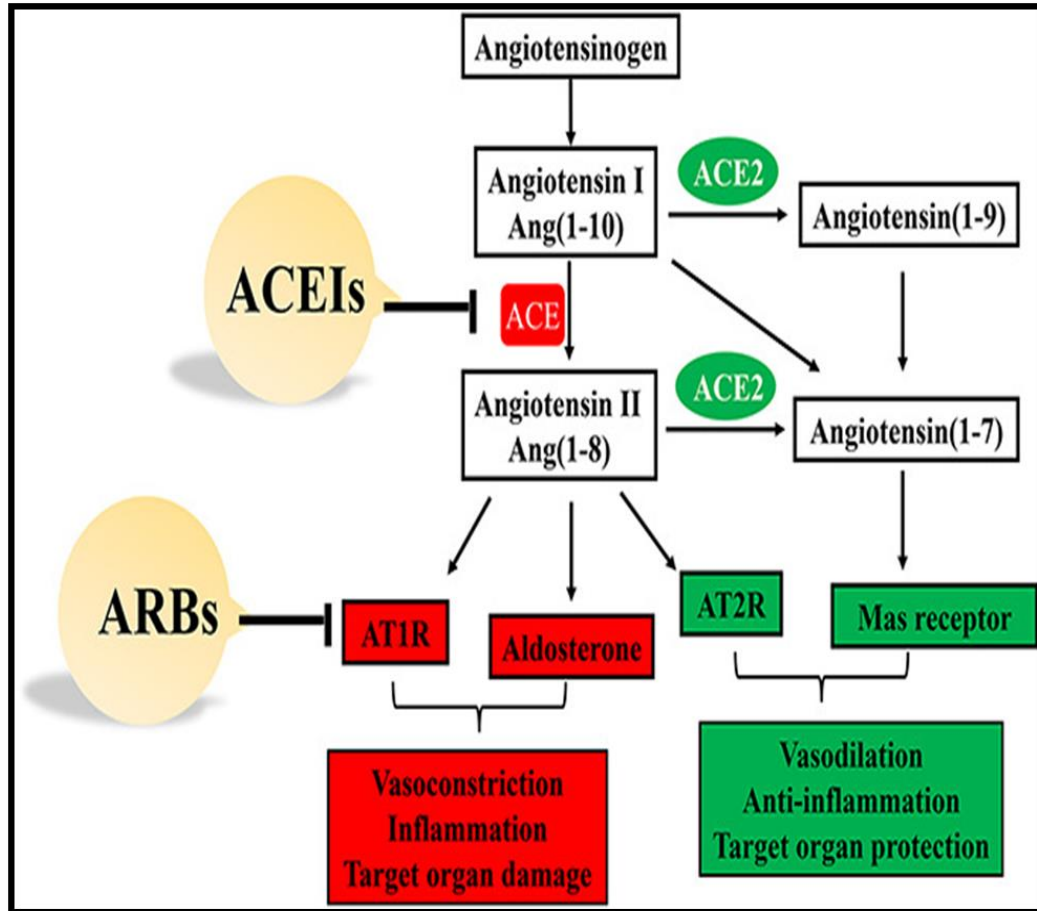 Angiotensinogen
Angiotensin I
Ang(1-10)
ACE2
Angiotensin(1-9)
ACEIs
ACE
Angiotensin II
Ang(1-8)
ACE2
Angiotensin(1-7)
ARBs
AT1R
Aldosterone
AT2R
Mas receptor
Vasoconstriction
Inflammation
Target organ damage
Vasodilation
Anti-inflammation
Target organ protection